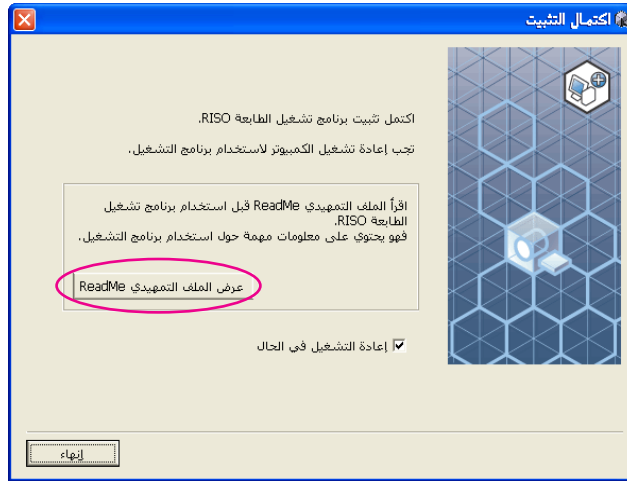 اكتمال التثبيت
اكتمل تثبيت برنامج تشغيل الطابعة RISO.
تجب إعادة تشغيل الكمبيوتر لاستخدام برنامج التشغيل.
اقرأ الملف التمهيدي ReadMe قبل استخدام برنامج تشغيل
الطابعة RISO.
فهو يحتوي على معلومات مهمة حول استخدام برنامج التشغيل.
عرض الملف التمهيدي ReadMe
إعادة التشغيل في الحال
إنهاء